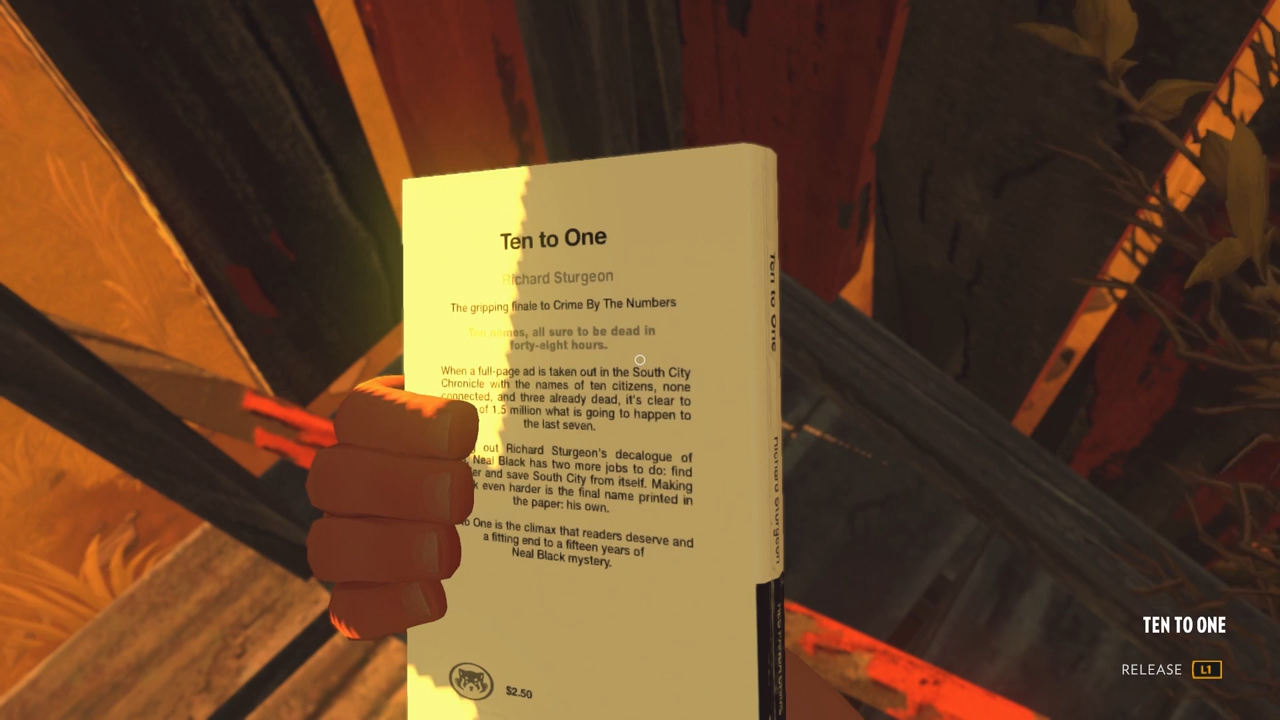 Ten to One
Richard Sturgeon
The gripping finale to Crime By The Numbers
Ten names, all sure to be dead in
forty-eight hours.
When a full-page ad is taken out in the South City
Chronicle with the names of ten citizens, none
connected, and three already dead, it's clear to
of 1.5 million what is going to happen to
the last seven.
out Richard Sturgeon's decalogue of
Neal Black has two more jobs to do: find
and save South City from itself. Making
even harder is the final name printed in
the paper: his own.
to One is the climax that readers deserve and
a fitting end to a fifteen years of
Neal Black mystery.
$2.50
Ten to One
Richard Sturgeon
TEN TO ONE
RELEASE L1